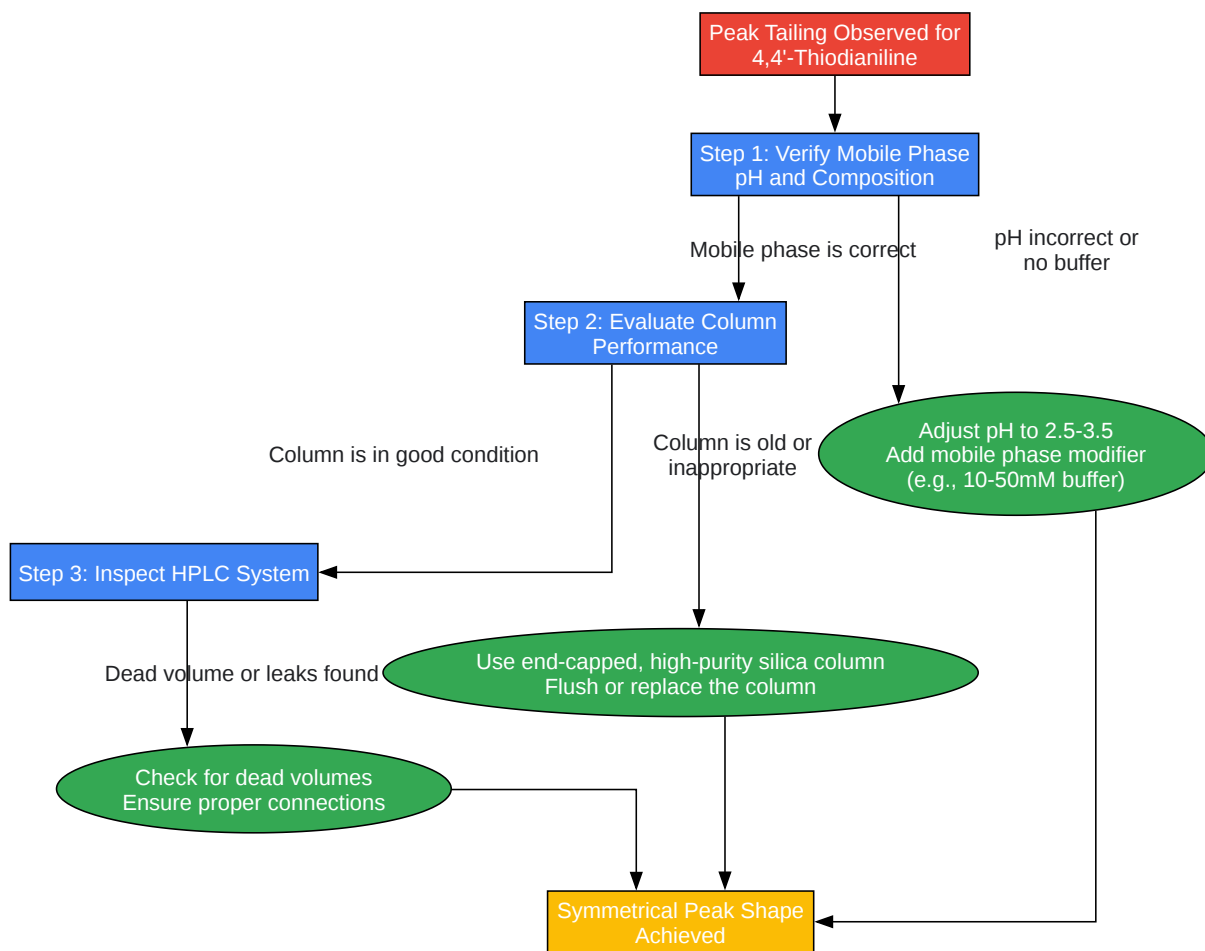 Peak Tailing Observed for
4,4'-Thiodianiline
Step 1: Verify Mobile Phase
pH and Composition
Mobile phase is correct
pH incorrect or
no buffer
Step 2: Evaluate Column
Performance
Column is in good condition
Column is old or
inappropriate
Adjust pH to 2.5-3.5
Add mobile phase modifier
(e.g., 10-50mM buffer)
Step 3: Inspect HPLC System
Dead volume or leaks found
Use end-capped, high-purity silica column
Flush or replace the column
Check for dead volumes
Ensure proper connections
Symmetrical Peak Shape
Achieved